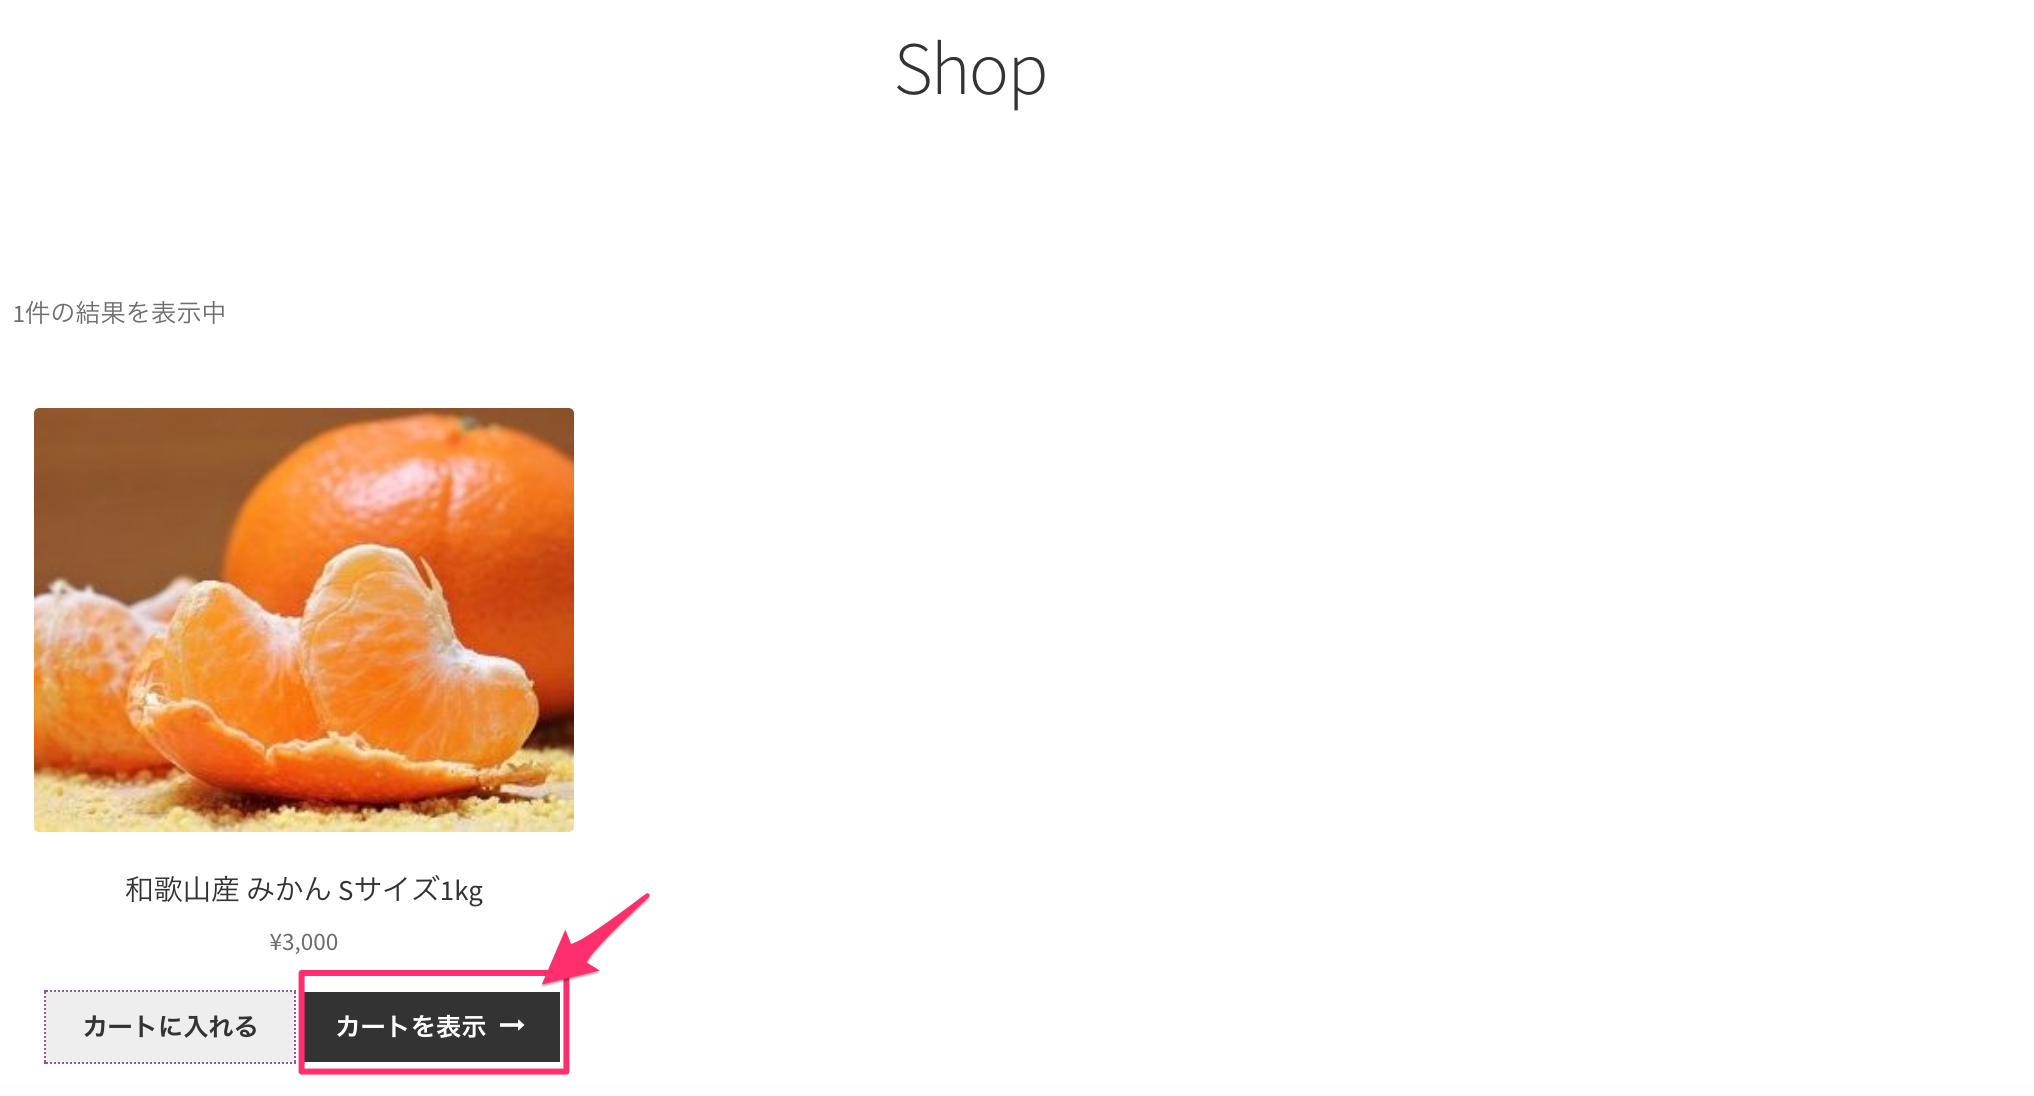 Shop
1件の結果を表示中
和歌山産 みかん Sサイズ1kg
¥3,000
カートに入れる
カートを表示 →